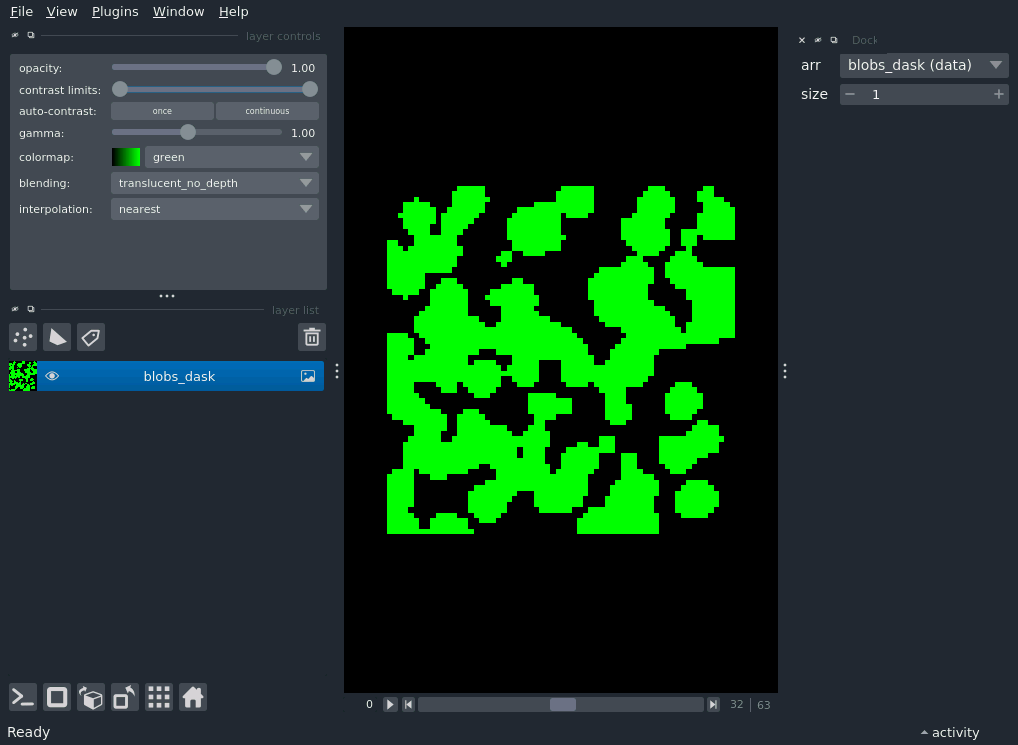 File View Plugins Window Help
layer controls
opacity: 1.00
contrast limits:
auto-contrast: once continuous
gamma: 1.00
colormap: green
blending: translucent_no_depth
interpolation: nearest
layer list
blobs_dask
Dock
arr blobs_dask (data)
size 1
0 32 63
Ready
activity